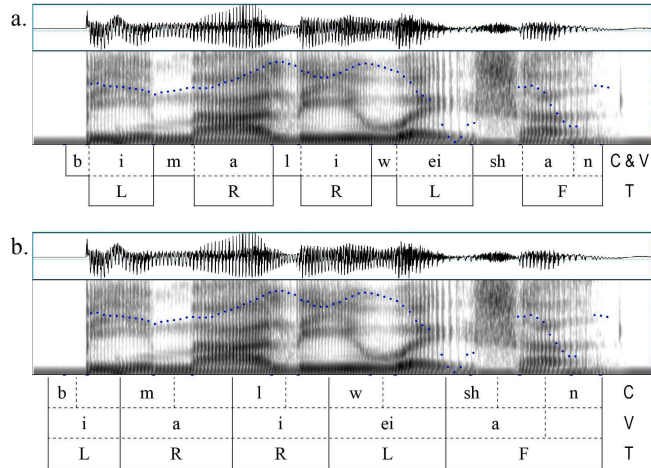 a.
b i m a l i w ei sh a n C & V
L R R L F T
b.
b m l w sh n C
i a i ei a V
L R R L F T